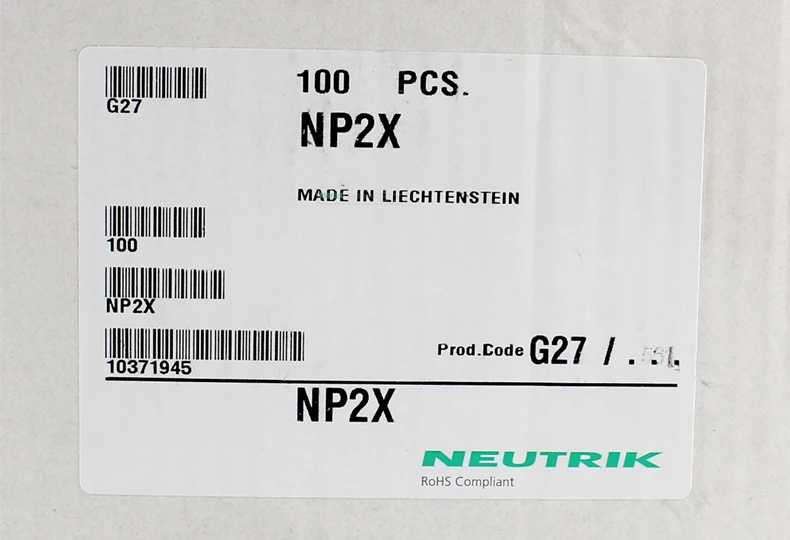 100 PCS.
G27
NP2X
MADE IN LIECHTENSTEIN
100
NP2X
Prod.Code G27 / . . .
10371945
NP2X
NEUTRIK
RoHS Compliant